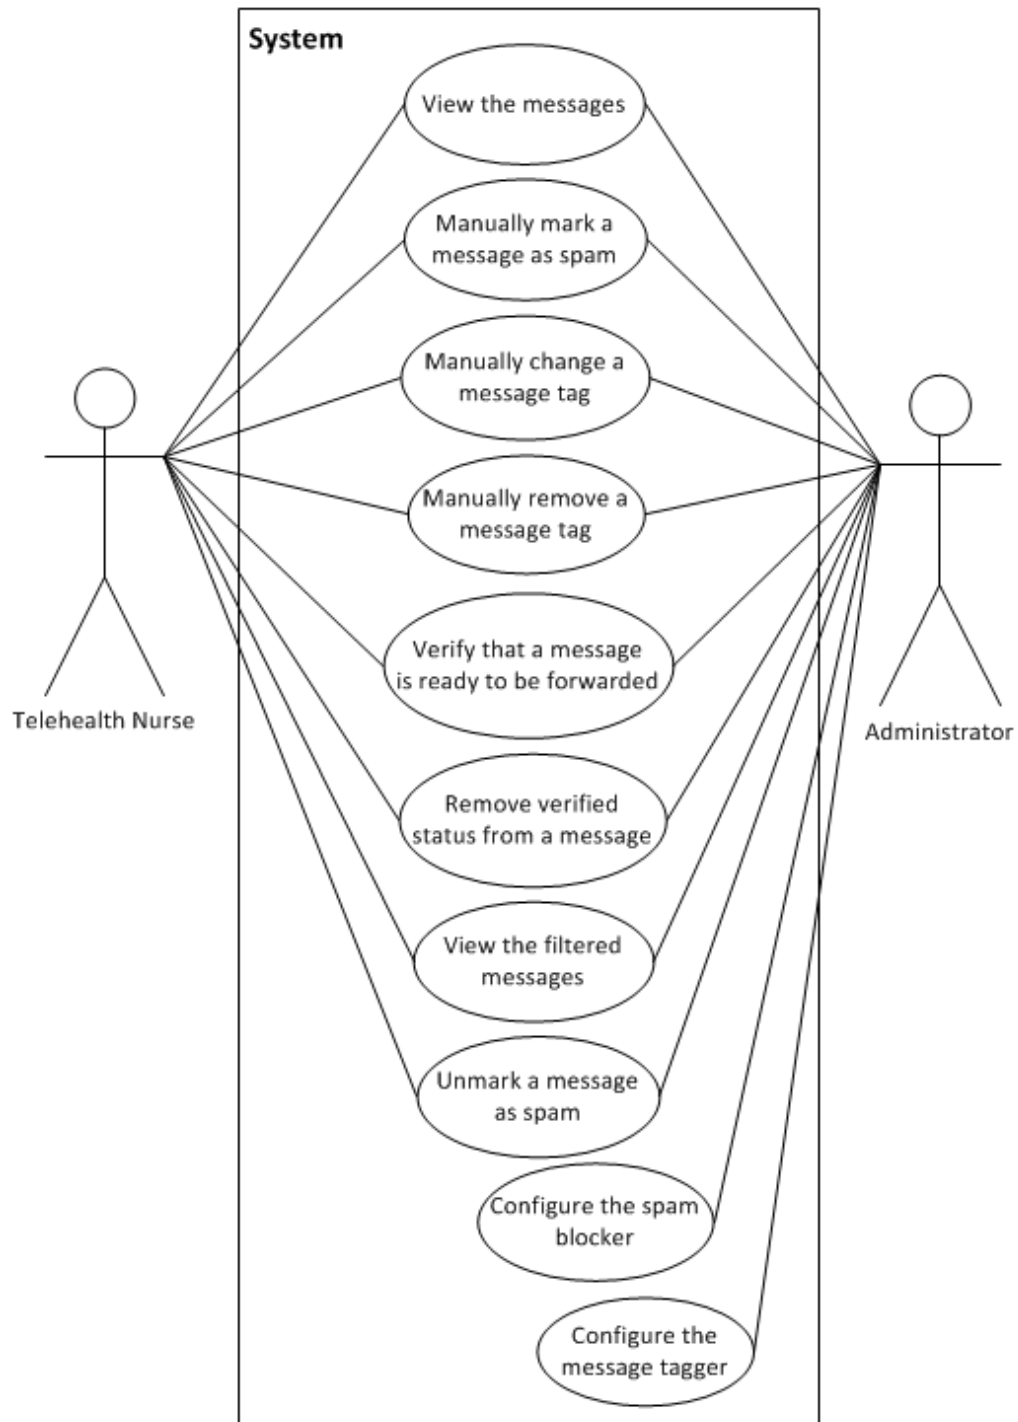 System
View the messages
Manually mark a
message as spam
Manually change a
message tag
Manually remove a
message tag
Verify that a message
is ready to be forwarded
Telehealth Nurse
Administrator
Remove verified
status from a message
View the filtered
messages
Unmark a message
as spam
Configure the spam
blocker
Configure the
message tagger